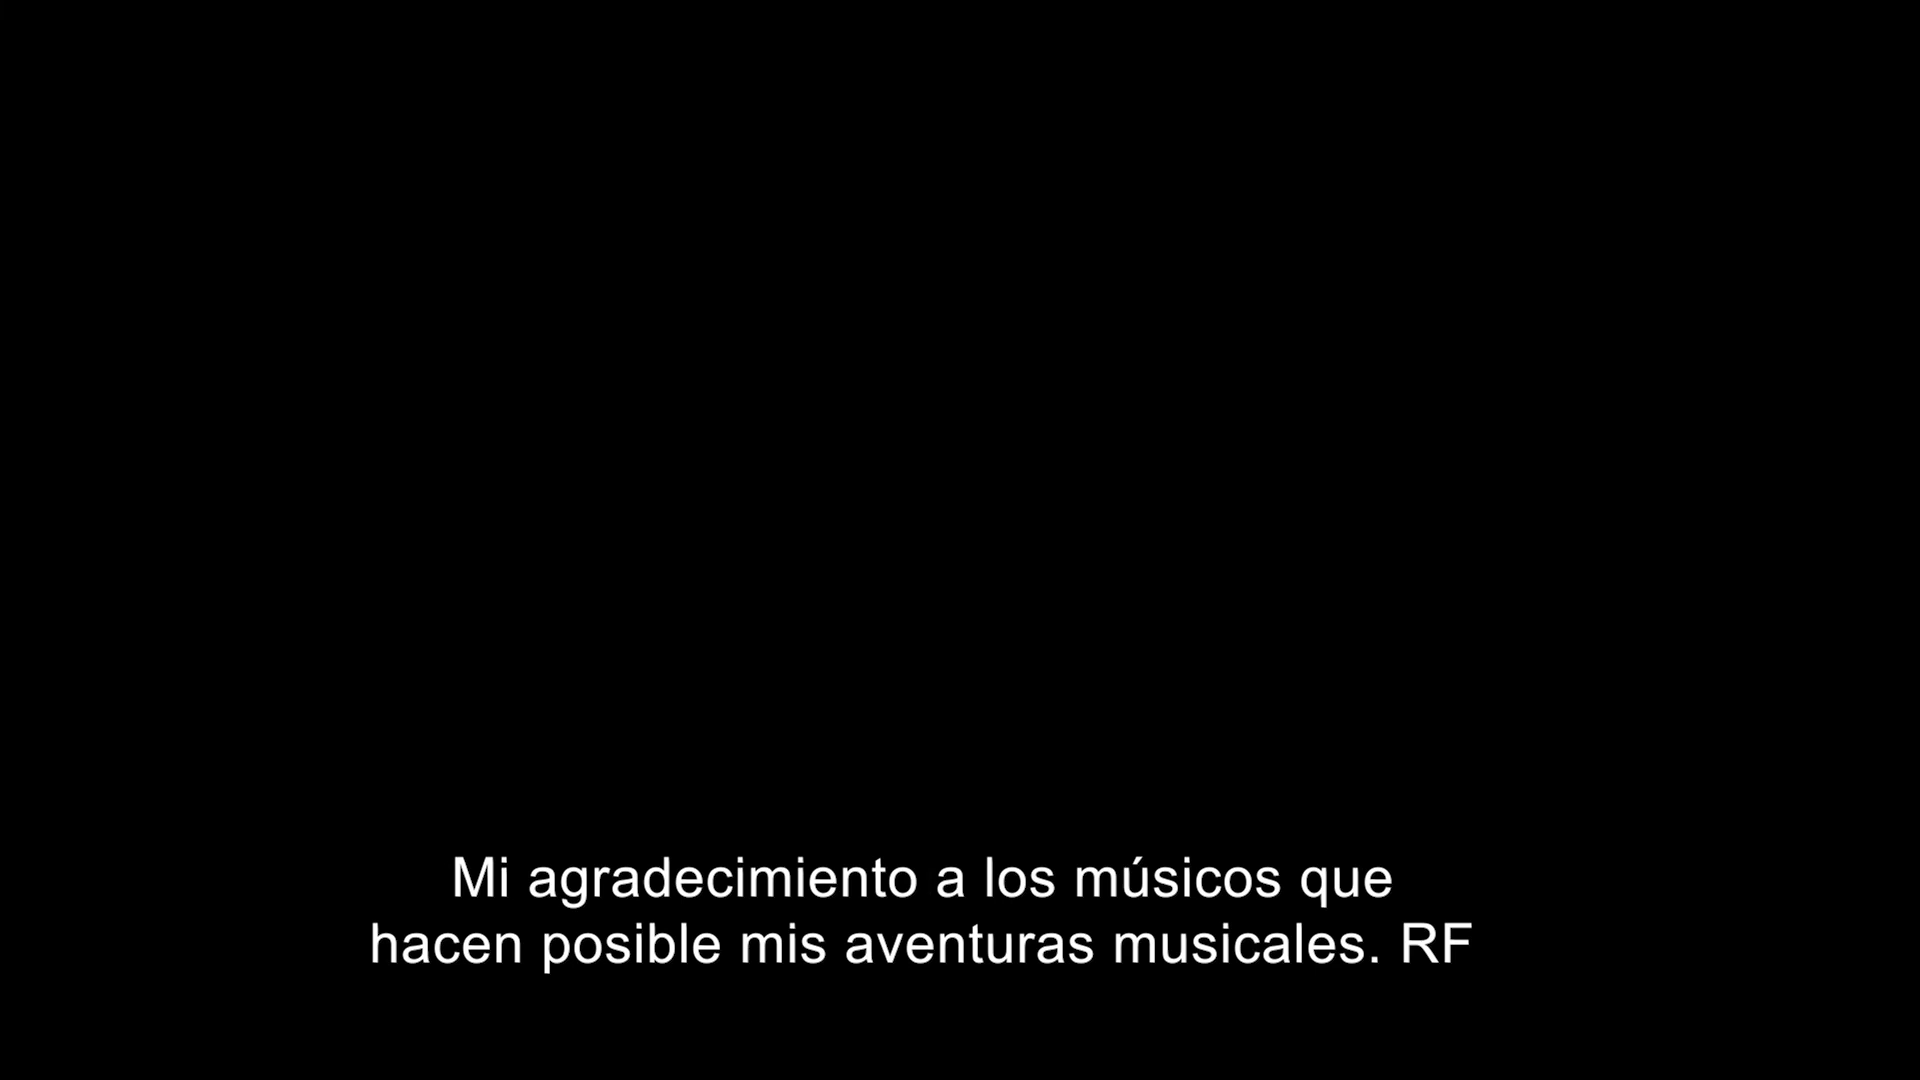 Mi agradecimiento a los músicos que
hacen posible mis aventuras musicales. RF